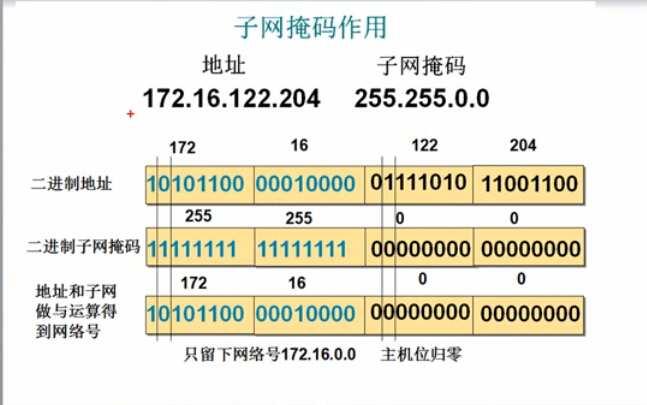 子网掩码作用
地址 子网掩码
172.16.122.204 255.255.0.0
172 16 122 204
二进制地址 10101100 00010000 01111010 11001100
255 255 0 0
二进制子网掩码 11111111 11111111 00000000 00000000
172 16 0 0
地址和子网
做与运算得
到网络号
10101100 00010000 00000000 00000000
只留下网络号172.16.0.0 主机位归零